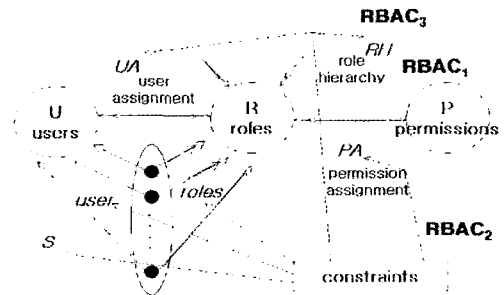 RBAC3
UA
user
assignment
RH
role
hierarchy
RBAC1
U
users
R
roles
P
permissions
PA
permission
assignment
user
roles
RBAC2
S
constraints